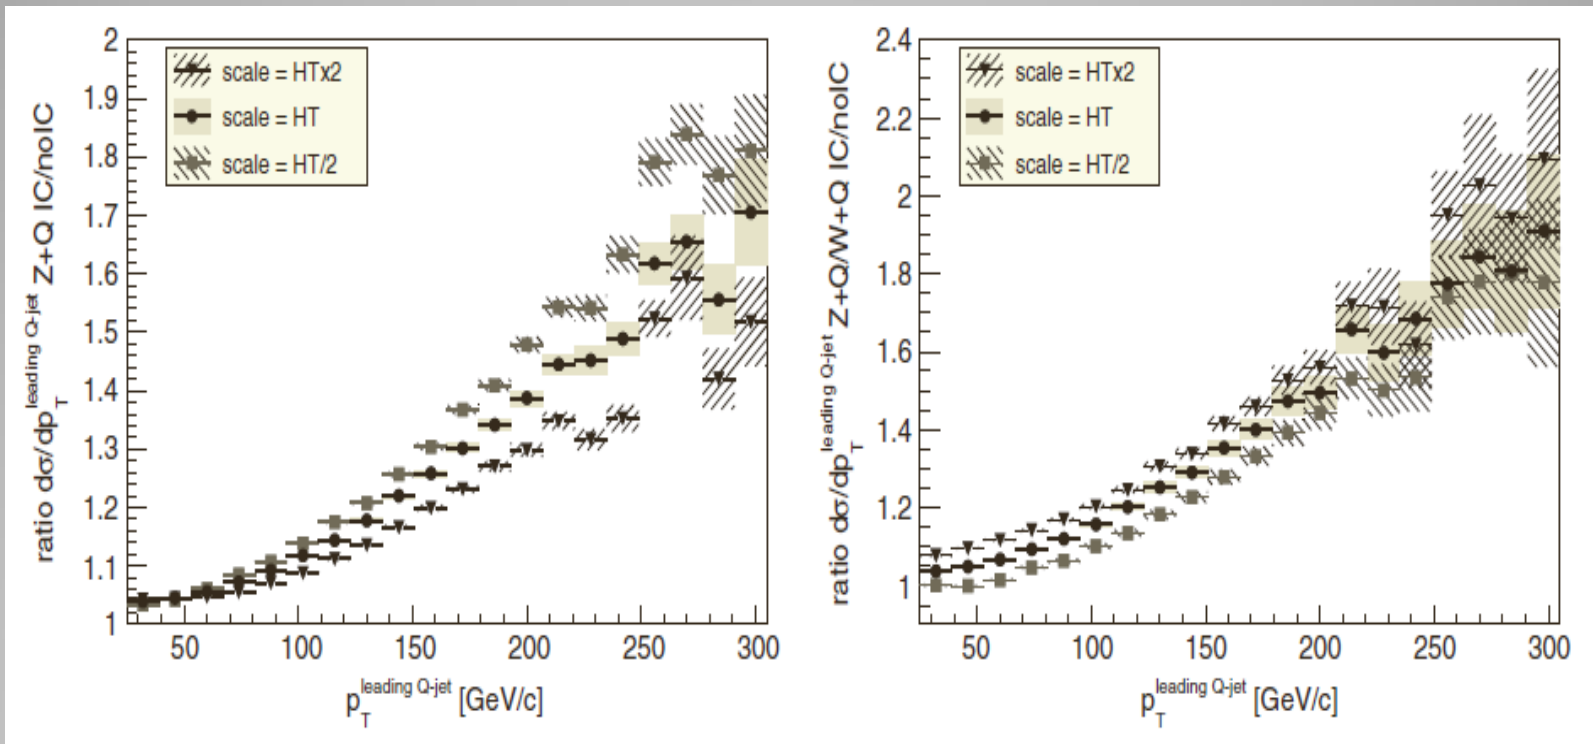 ratio dσ/dp_T^leading Q-jet Z+Q IC/noIC
2
1.9
1.8
1.7
1.6
1.5
1.4
1.3
1.2
1.1
1
scale = HTx2
scale = HT
scale = HT/2
50 100 150 200 250 300
p_T^leading Q-jet [GeV/c]
ratio dσ/dp_T^leading Q-jet Z+Q/W+Q IC/noIC
2.4
2.2
2
1.8
1.6
1.4
1.2
1
scale = HTx2
scale = HT
scale = HT/2
50 100 150 200 250 300
p_T^leading Q-jet [GeV/c]